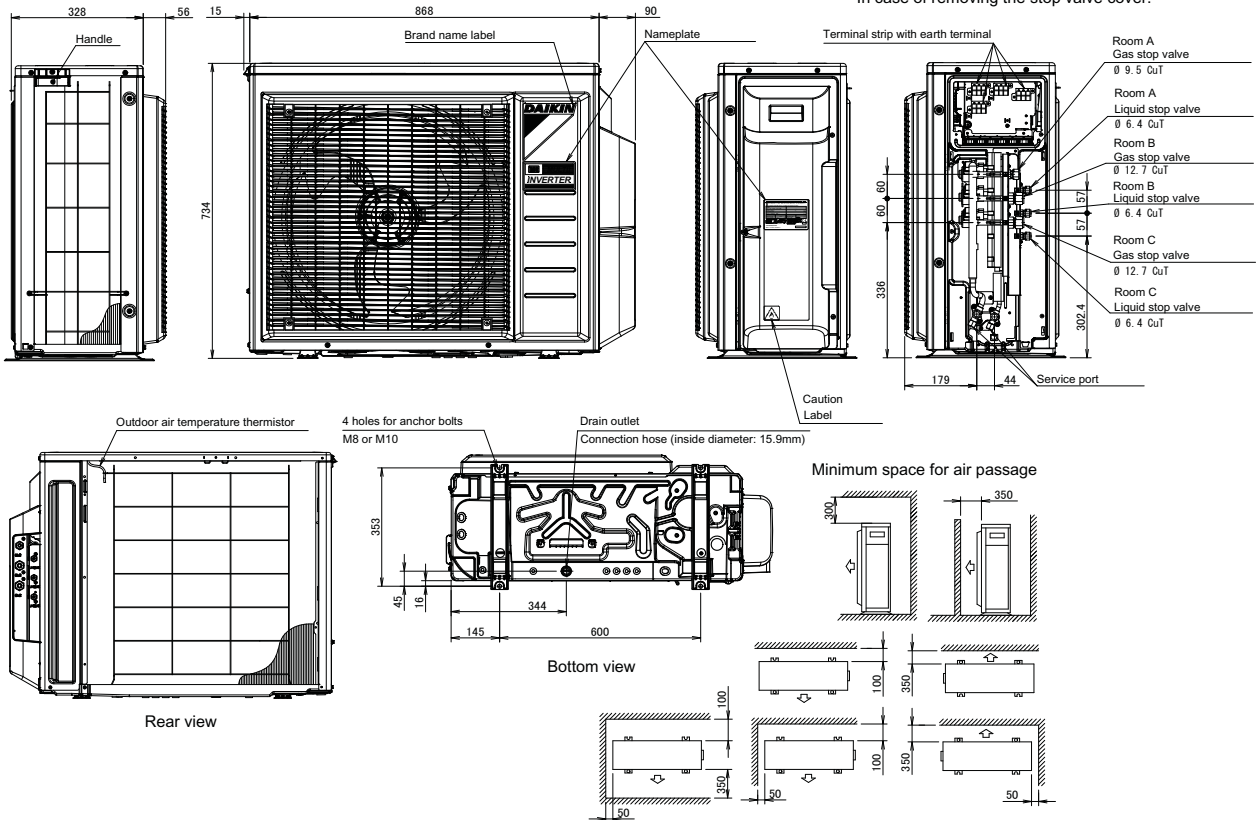 In case of removing the stop valve cover.
328
56
15
868
90
Handle
Brand name label
Nameplate
Terminal strip with earth terminal
Room A
Gas stop valve
Ø 9.5 CuT
Room A
Liquid stop valve
Ø 6.4 CuT
Room B
Gas stop valve
Ø 12.7 CuT
Room B
Liquid stop valve
Ø 6.4 CuT
Room C
Gas stop valve
Ø 12.7 CuT
Room C
Liquid stop valve
Ø 6.4 CuT
DAIKIN
INVERTER
734
60
60
336
57
57
302.4
179
44
Service port
Caution
Label
Outdoor air temperature thermistor
4 holes for anchor bolts
M8 or M10
Drain outlet
Connection hose (inside diameter: 15.9mm)
353
45
16
344
145
600
Bottom view
Rear view
Minimum space for air passage
300
350
100
350
100
350
50
100
50
350
50